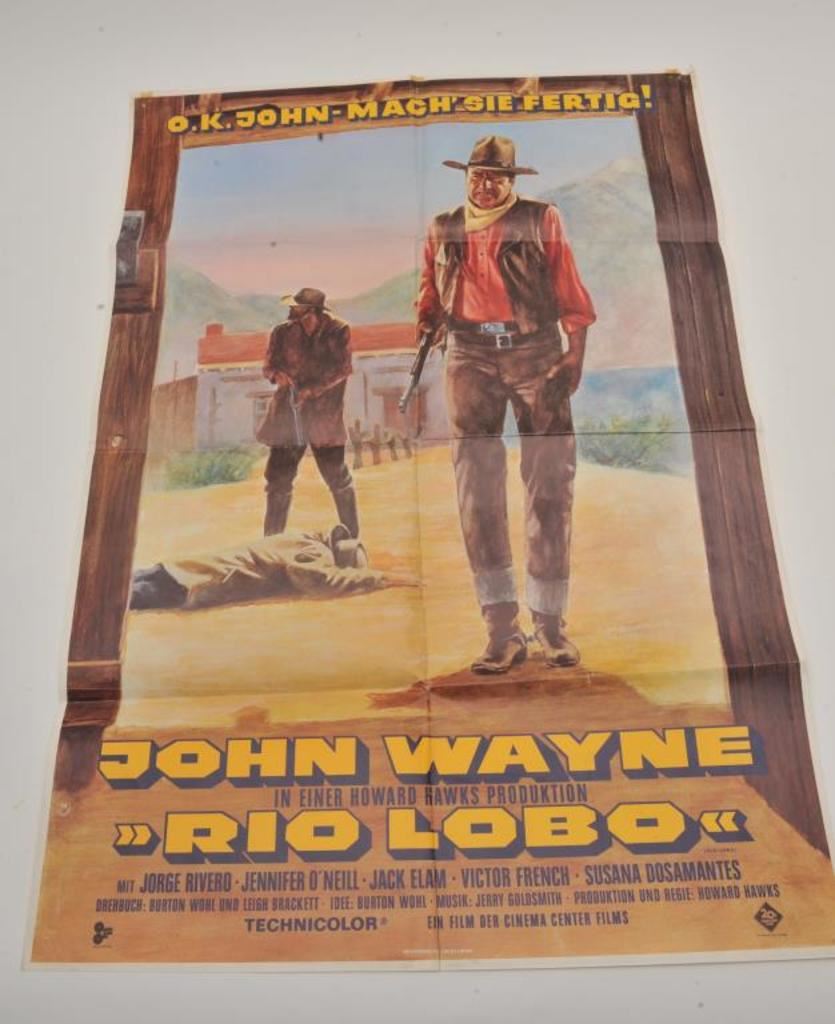 O.K. JOHN-MACH' SIE FERTIG!
JOHN WAYNE
IN EINER HOWARD HAWKS PRODUKTION
»RIO LOBO«
MIT JORGE RIVERO · JENNIFER O'NEILL · JACK ELAM · VICTOR FRENCH · SUSANA DOSAMANTES
DREHBUCH: BURTON WOHL UND LEIGH BRACKETT · IDEE: BURTON WOHL · MUSIK: JERRY GOLDSMITH · PRODUKTION UND REGIE: HOWARD HAWKS
TECHNICOLOR® EIN FILM DER CINEMA CENTER FILMS
20